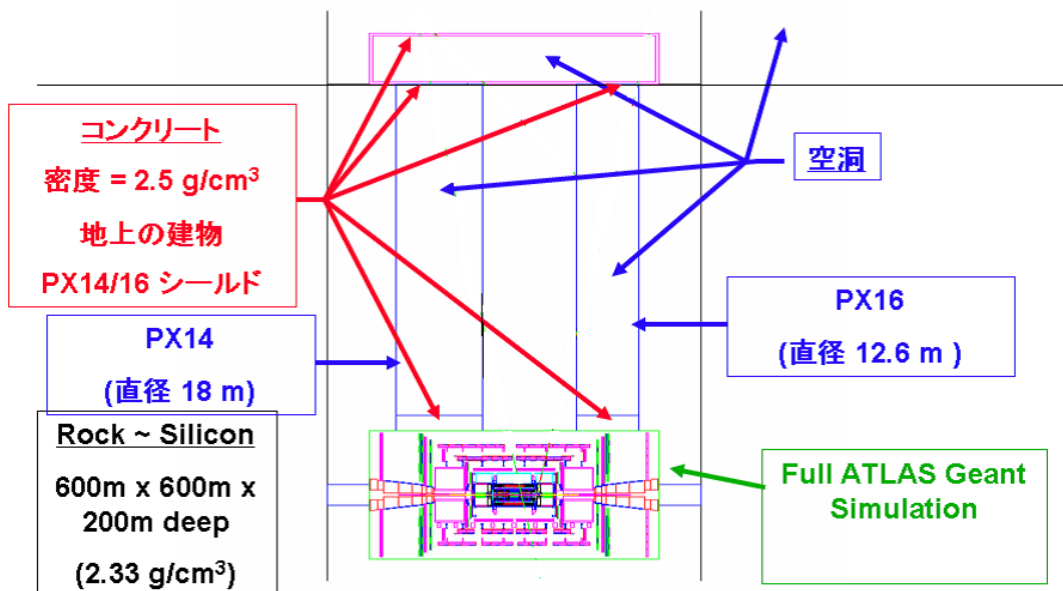 コンクリート
密度 = 2.5 g/cm³
地上の建物
PX14/16 シールド
空洞
PX14
(直径 18 m)
PX16
(直径 12.6 m )
Rock ~ Silicon
600m x 600m x
200m deep
(2.33 g/cm³)
Full ATLAS Geant
Simulation